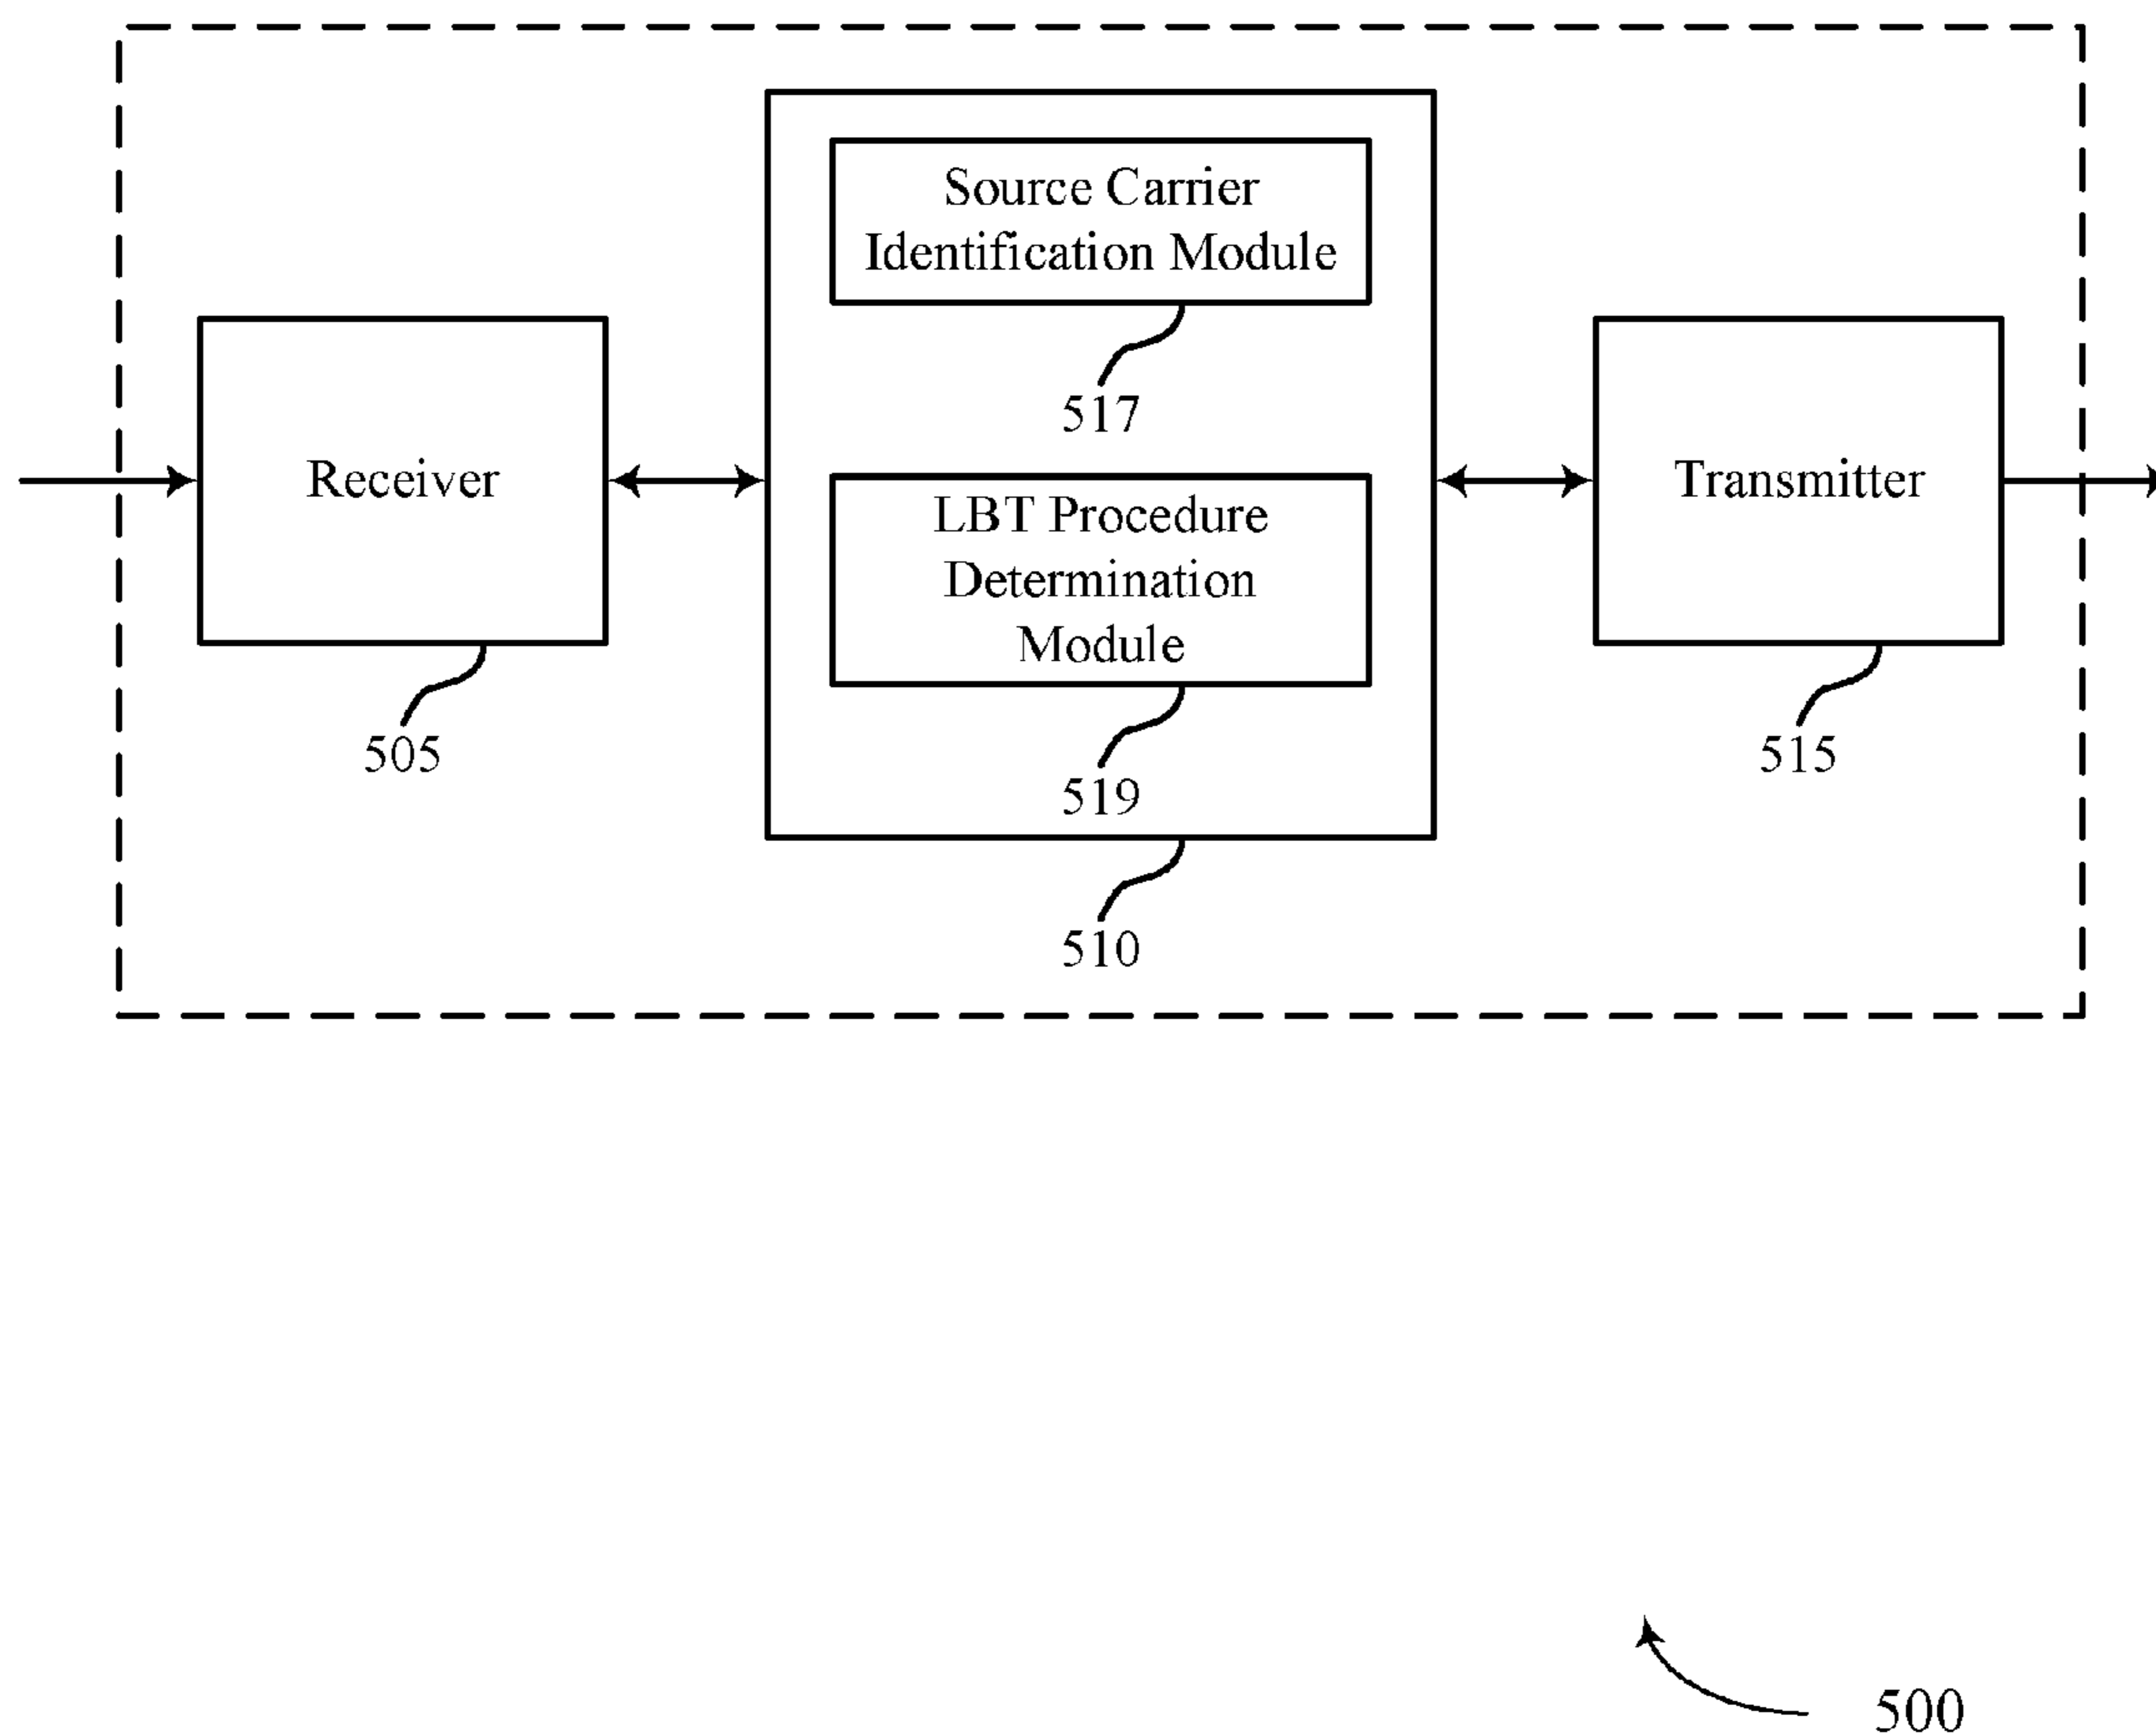 Source Carrier
Identification Module
517
Receiver
505
LBT Procedure
Determination
Module
519
510
Transmitter
515
500